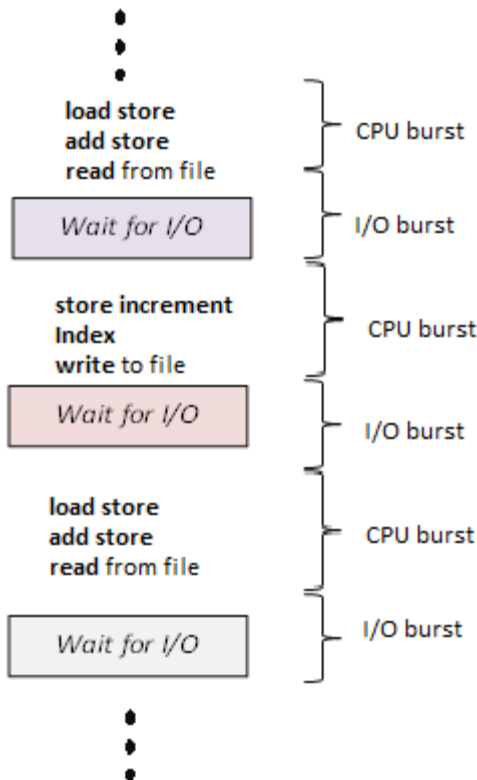 load store
add store
read from file
CPU burst
Wait for I/O
I/O burst
store increment
Index
write to file
CPU burst
Wait for I/O
I/O burst
load store
add store
read from file
CPU burst
Wait for I/O
I/O burst